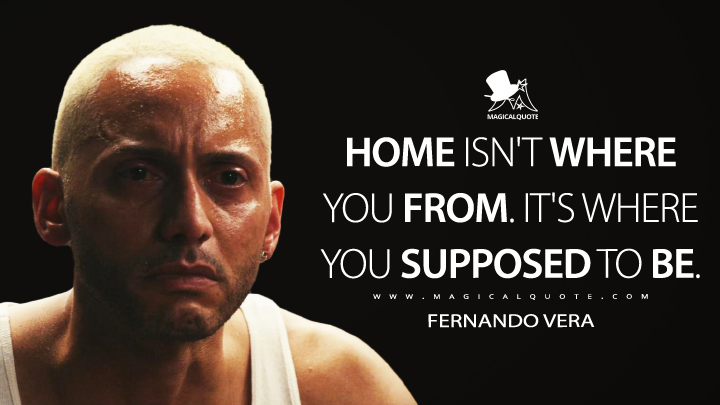 MAGICALQUOTE
HOME ISN'T WHERE
YOU FROM. IT'S WHERE
YOU SUPPOSED TO BE.
WWW.MAGICALQUOTE.COM
FERNANDO VERA